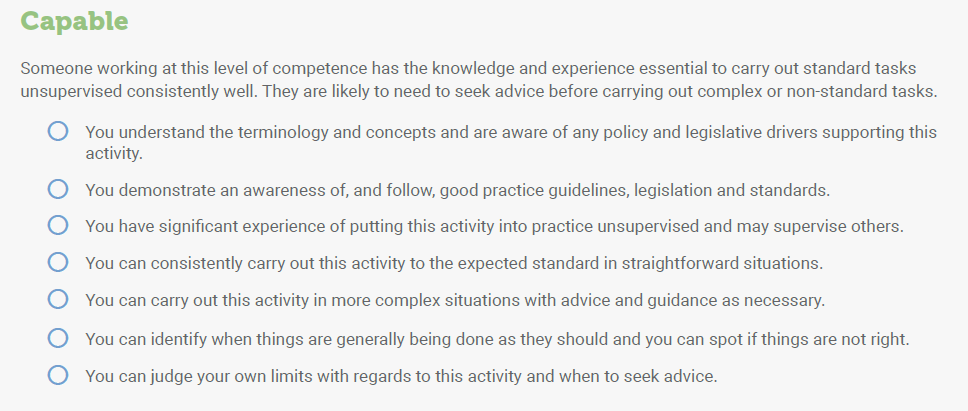 Capable
Someone working at this level of competence has the knowledge and experience essential to carry out standard tasks
unsupervised consistently well. They are likely to need to seek advice before carrying out complex or non-standard tasks.
You understand the terminology and concepts and are aware of any policy and legislative drivers supporting this
activity.
You demonstrate an awareness of, and follow, good practice guidelines, legislation and standards.
You have significant experience of putting this activity into practice unsupervised and may supervise others.
You can consistently carry out this activity to the expected standard in straightforward situations.
You can carry out this activity in more complex situations with advice and guidance as necessary.
You can identify when things are generally being done as they should and you can spot if things are not right.
You can judge your own limits with regards to this activity and when to seek advice.